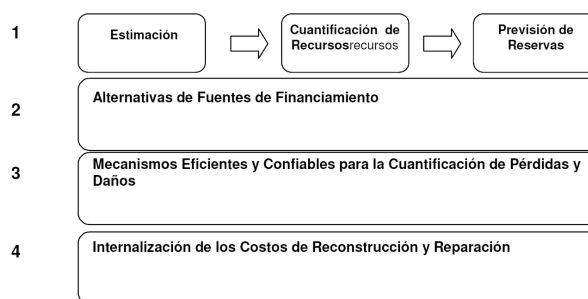 1
Estimación
Cuantificación de
Recursosrecursos
Previsión de
Reservas
2
Alternativas de Fuentes de Financiamiento
3
Mecanismos Eficientes y Confiables para la Cuantificación de Pérdidas y
Daños
4
Internalización de los Costos de Reconstrucción y Reparación